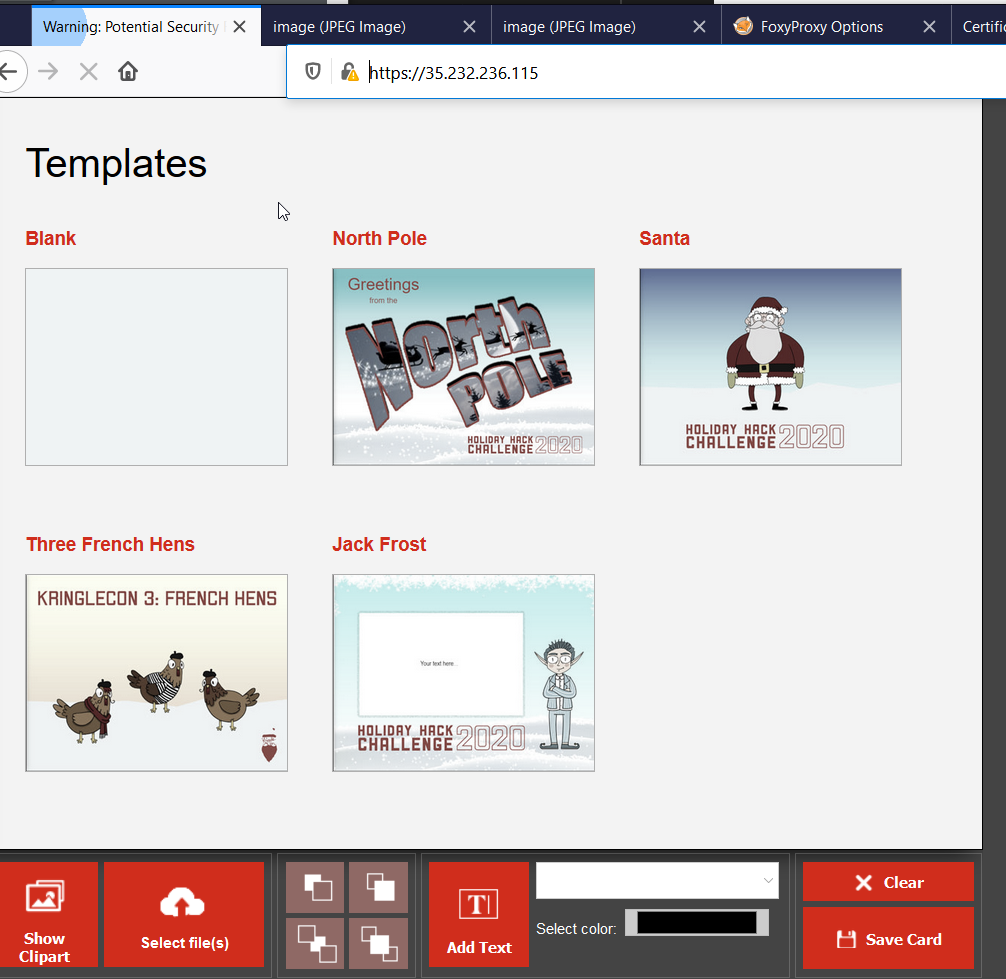 Warning: Potential Security
image (JPEG Image)
image (JPEG Image)
FoxyProxy Options
Certific
https://35.232.236.115
Templates
Blank
North Pole
Santa
Greetings
from the
North
POLE
HOLIDAY HACK
CHALLENGE 2020
HOLIDAY HACK
CHALLENGE 2020
Three French Hens
Jack Frost
KRINGLECON 3: FRENCH HENS
Your text here...
HOLIDAY HACK
CHALLENGE 2020
Show
Clipart
Select file(s)
T
Add Text
Select color:
Clear
Save Card